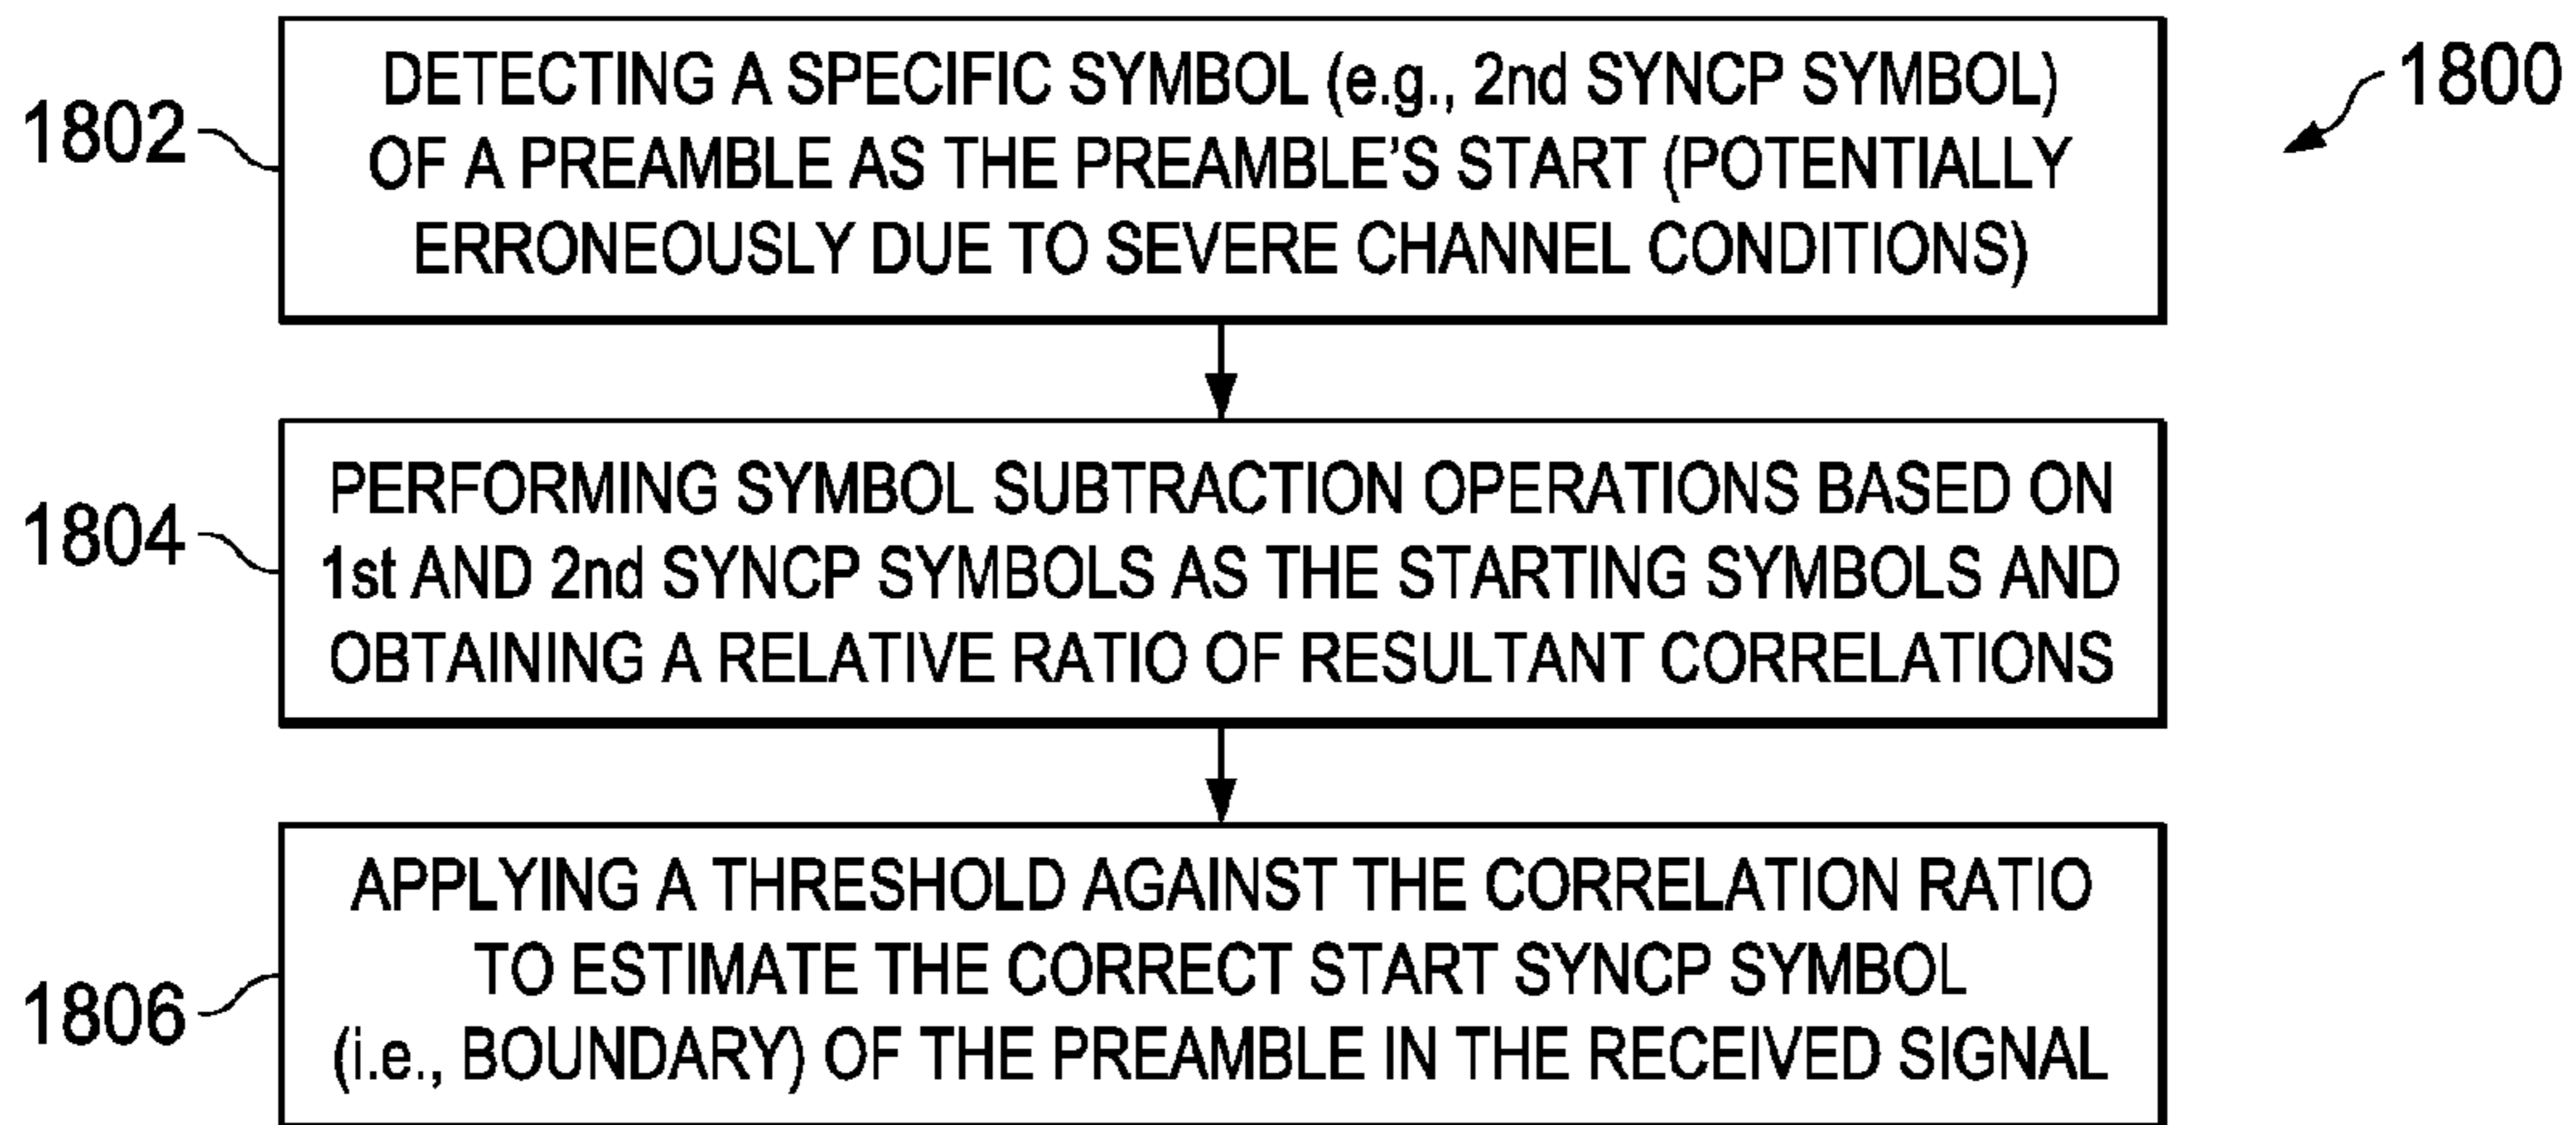 1800
1802
DETECTING A SPECIFIC SYMBOL (e.g., 2nd SYNCP SYMBOL)
OF A PREAMBLE AS THE PREAMBLE'S START (POTENTIALLY
ERRONEOUSLY DUE TO SEVERE CHANNEL CONDITIONS)
1804
PERFORMING SYMBOL SUBTRACTION OPERATIONS BASED ON
1st AND 2nd SYNCP SYMBOLS AS THE STARTING SYMBOLS AND
OBTAINING A RELATIVE RATIO OF RESULTANT CORRELATIONS
1806
APPLYING A THRESHOLD AGAINST THE CORRELATION RATIO
TO ESTIMATE THE CORRECT START SYNCP SYMBOL
(i.e., BOUNDARY) OF THE PREAMBLE IN THE RECEIVED SIGNAL